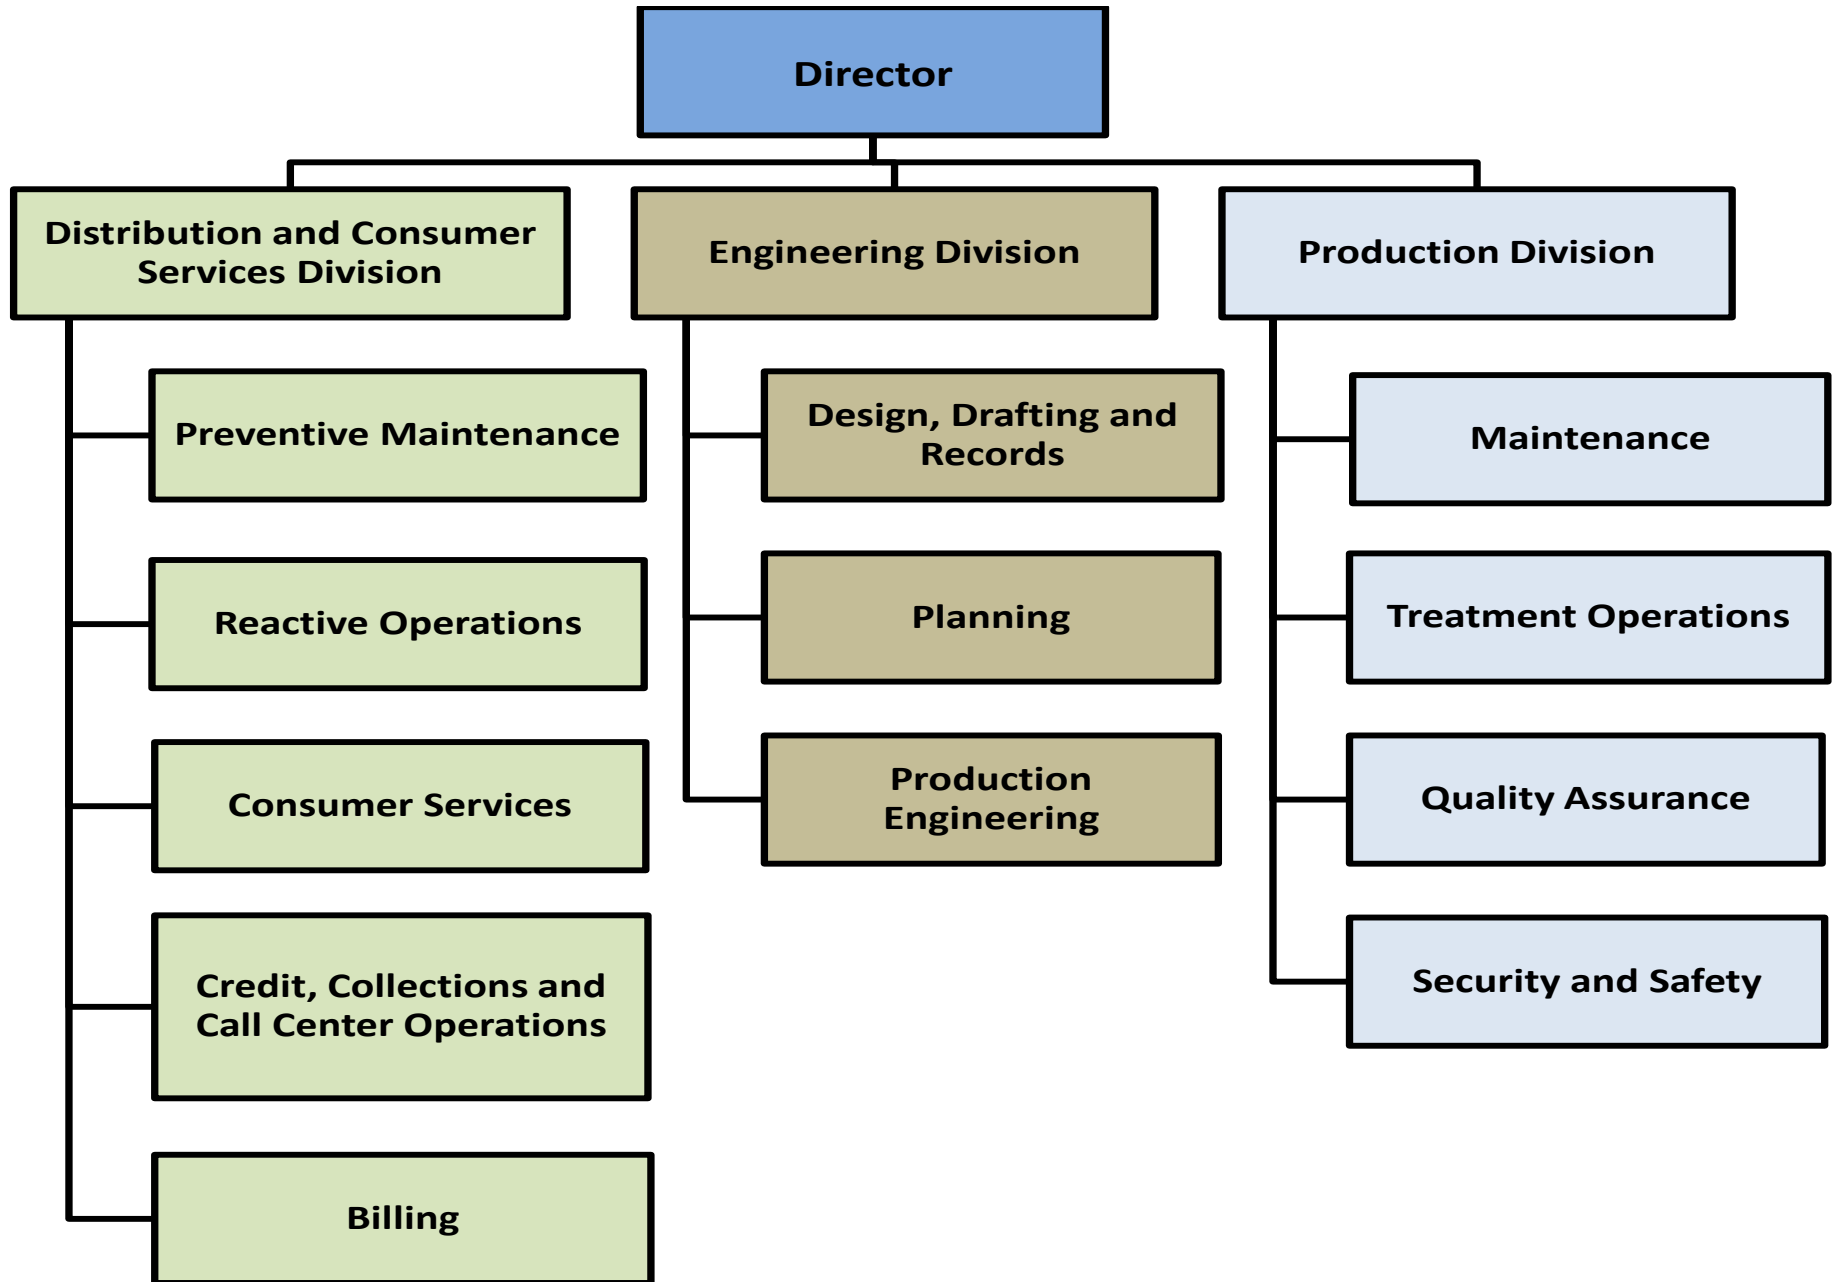 Director
Distribution and Consumer
Services Division
Engineering Division
Production Division
Preventive Maintenance
Reactive Operations
Consumer Services
Credit, Collections and
Call Center Operations
Billing
Design, Drafting and
Records
Planning
Production
Engineering
Maintenance
Treatment Operations
Quality Assurance
Security and Safety